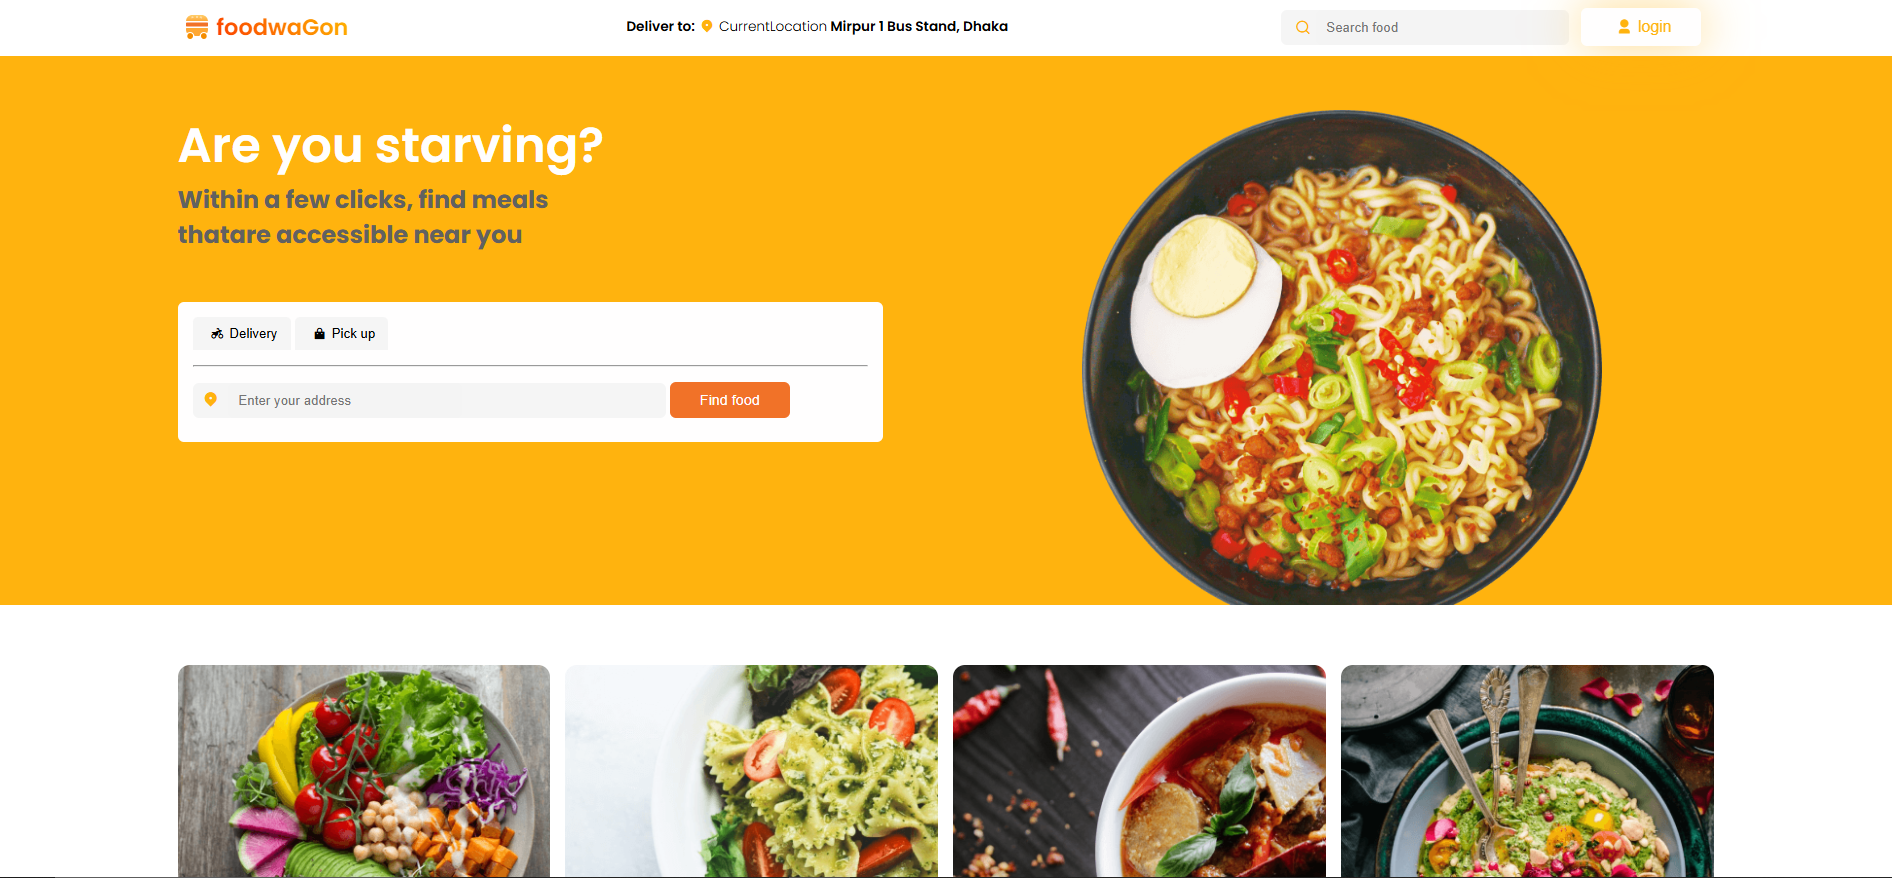 foodwaGon
Deliver to: CurrentLocation Mirpur 1 Bus Stand, Dhaka
Search food
login
Are you starving?
Within a few clicks, find meals
thatare accessible near you
Delivery
Pick up
Enter your address
Find food